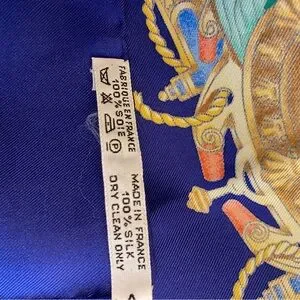 FABRIQUE EN FRANCE
100% SOIE
MADE IN FRANCE
100% SILK
DRY CLEAN ONLY